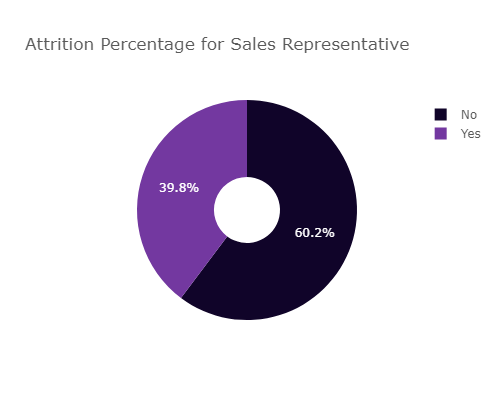 Attrition Percentage for Sales Representative
No
Yes
39.8%
60.2%